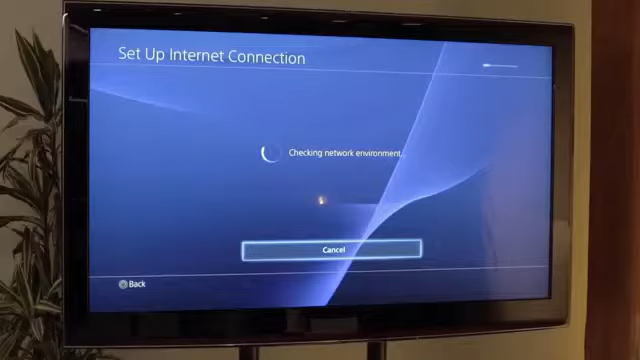 Set Up Internet Connection
Checking network environment...
Cancel
Back